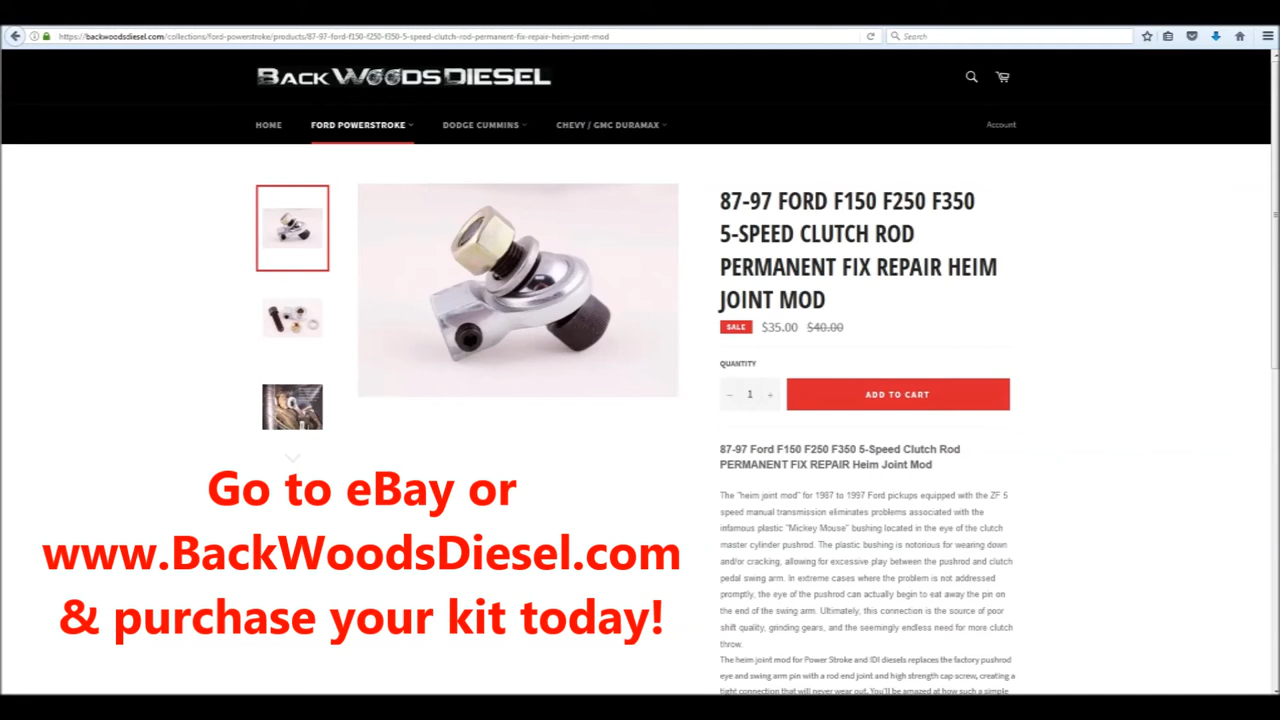 https://backwoodsdiesel.com/collections/ford-powerstroke/products/87-97-ford-f150-f250-f350-5-speed-clutch-rod-permanent-fix-repair-heim-joint-mod
Search
BACKWOODSDIESEL
HOME
FORD POWERSTROKE
DODGE CUMMINS
CHEVY / GMC DURAMAX
Account
87-97 FORD F150 F250 F350
5-SPEED CLUTCH ROD
PERMANENT FIX REPAIR HEIM
JOINT MOD
SALE $35.00 $40.00
QUANTITY
− 1 +
ADD TO CART
87-97 Ford F150 F250 F350 5-Speed Clutch Rod
PERMANENT FIX REPAIR Heim Joint Mod
The "heim joint mod" for 1987 to 1997 Ford pickups equipped with the ZF 5
speed manual transmission eliminates problems associated with the
infamous plastic "Mickey Mouse" bushing located in the eye of the clutch
master cylinder pushrod. The plastic bushing is notorious for wearing down
and/or cracking, allowing for excessive play between the pushrod and clutch
pedal swing arm. In extreme cases where the problem is not addressed
promptly, the eye of the pushrod can actually begin to eat away the pin on
the end of the swing arm. Ultimately, this connection is the source of poor
shift quality, grinding gears, and the seemingly endless need for more clutch
throw.
The heim joint mod for Power Stroke and IDI diesels replaces the factory pushrod
eye and swing arm pin with a rod end joint and high strength cap screw, creating a
tight connection that will never wear out. You'll be amazed at how such a simple
Go to eBay or
www.BackWoodsDiesel.com
& purchase your kit today!